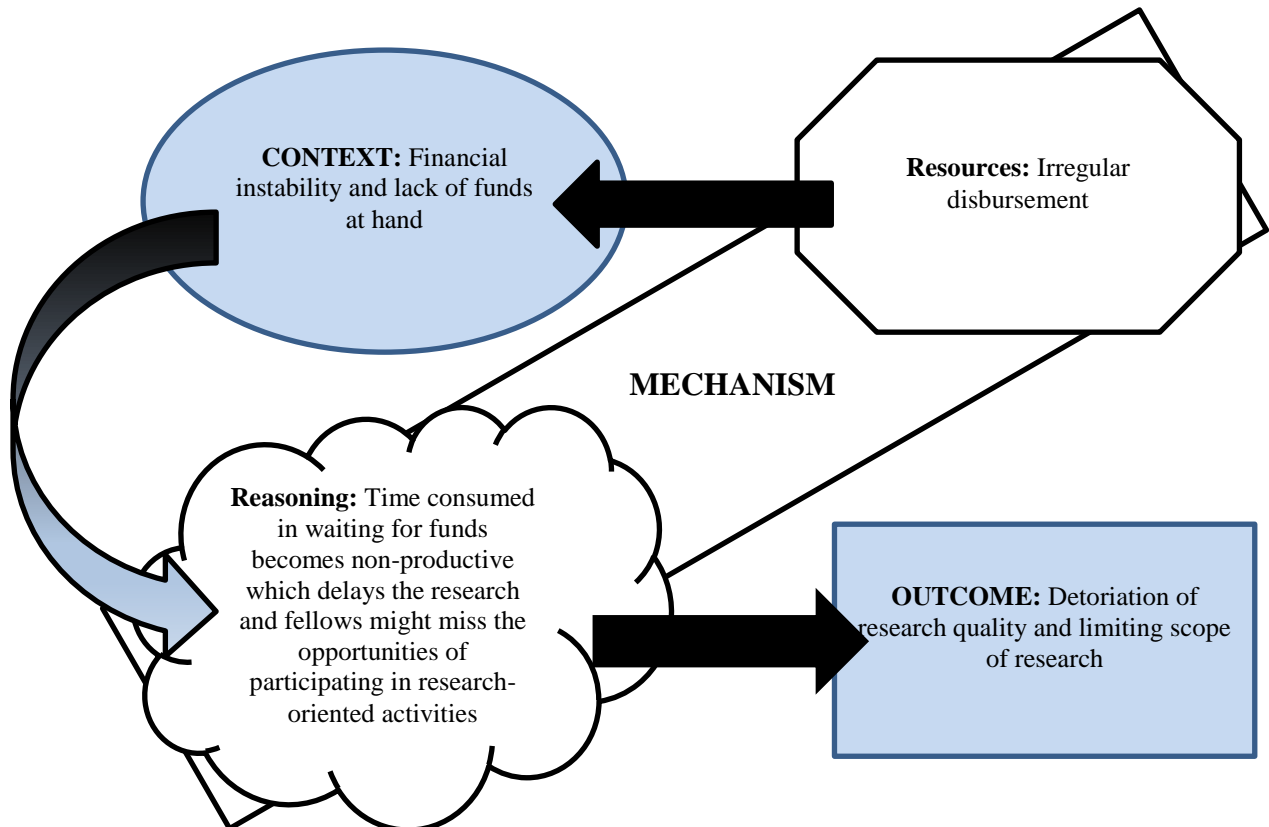 CONTEXT: Financial
instability and lack of funds
at hand
Resources: Irregular
disbursement
MECHANISM
Reasoning: Time consumed
in waiting for funds
becomes non-productive
which delays the research
and fellows might miss the
opportunities of
participating in research-
oriented activities
OUTCOME: Detoriation of
research quality and limiting scope
of research